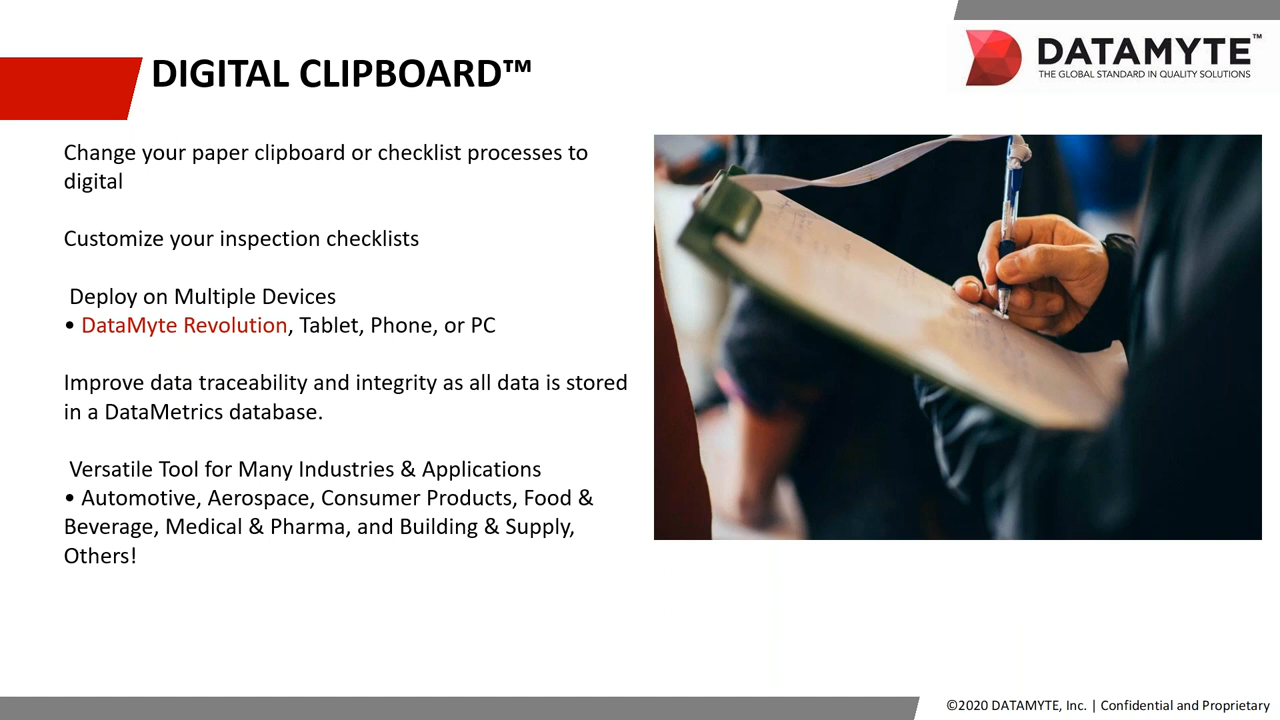 DIGITAL CLIPBOARD™
DATAMYTE™
THE GLOBAL STANDARD IN QUALITY SOLUTIONS
Change your paper clipboard or checklist processes to
digital
Customize your inspection checklists
Deploy on Multiple Devices
• DataMyte Revolution, Tablet, Phone, or PC
Improve data traceability and integrity as all data is stored
in a DataMetrics database.
Versatile Tool for Many Industries & Applications
• Automotive, Aerospace, Consumer Products, Food &
Beverage, Medical & Pharma, and Building & Supply,
Others!
©2020 DATAMYTE, Inc. | Confidential and Proprietary